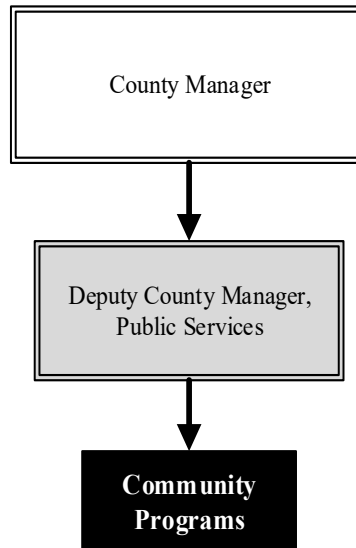 County Manager
Deputy County Manager,
Public Services
Community
Programs